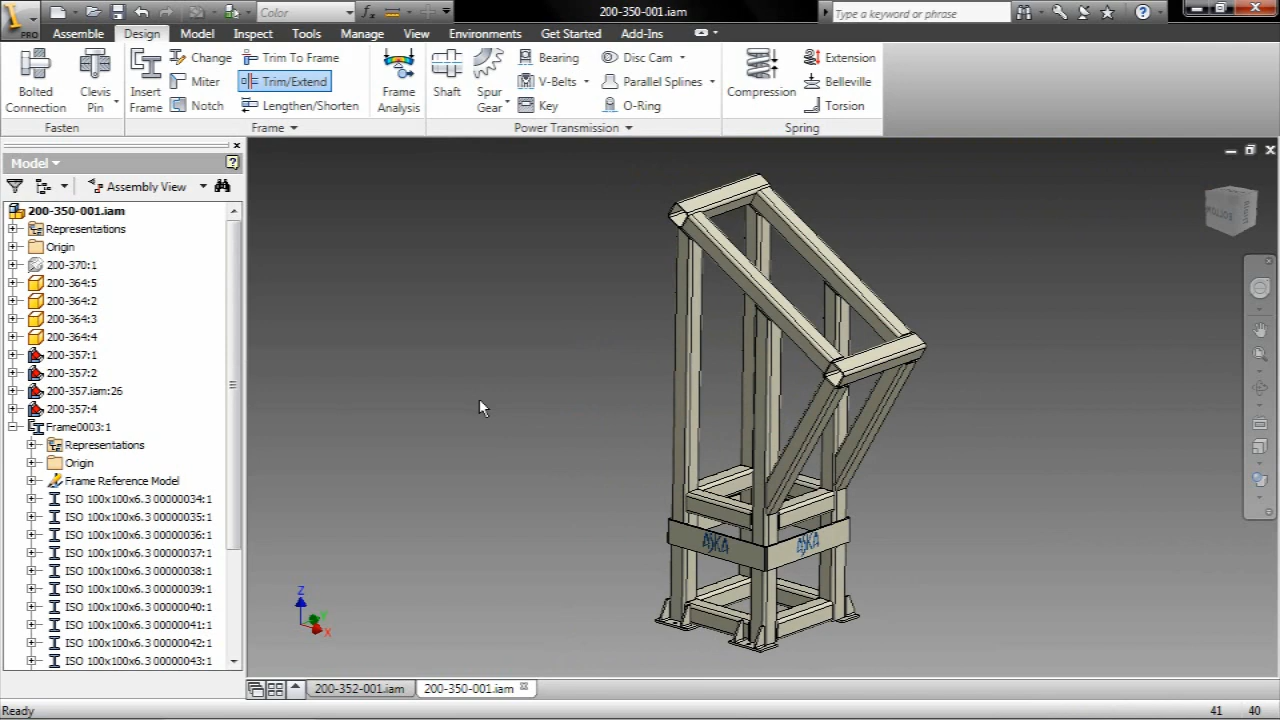 Color
200-350-001.iam
Type a keyword or phrase
PRO
Assemble Design Model Inspect Tools Manage View Environments Get Started Add-Ins
Bolted Connection
Clevis Pin
Fasten
Insert Frame
Change
Miter
Notch
Trim To Frame
Trim/Extend
Lengthen/Shorten
Frame
Frame Analysis
Shaft
Spur Gear
Bearing
V-Belts
Key
Disc Cam
Parallel Splines
O-Ring
Power Transmission
Compression
Extension
Belleville
Torsion
Spring
Model
Assembly View
200-350-001.iam
Representations
Origin
200-370:1
200-364:5
200-364:2
200-364:3
200-364:4
200-357:1
200-357:2
200-357.iam:26
200-357:4
Frame0003:1
Representations
Origin
Frame Reference Model
ISO 100x100x6.3 00000034:1
ISO 100x100x6.3 00000035:1
ISO 100x100x6.3 00000036:1
ISO 100x100x6.3 00000037:1
ISO 100x100x6.3 00000038:1
ISO 100x100x6.3 00000039:1
ISO 100x100x6.3 00000040:1
ISO 100x100x6.3 00000041:1
ISO 100x100x6.3 00000042:1
ISO 100x100x6.3 00000043:1
ASKA ASKA
Z
Y
X
200-352-001.iam 200-350-001.iam
Ready
41 40